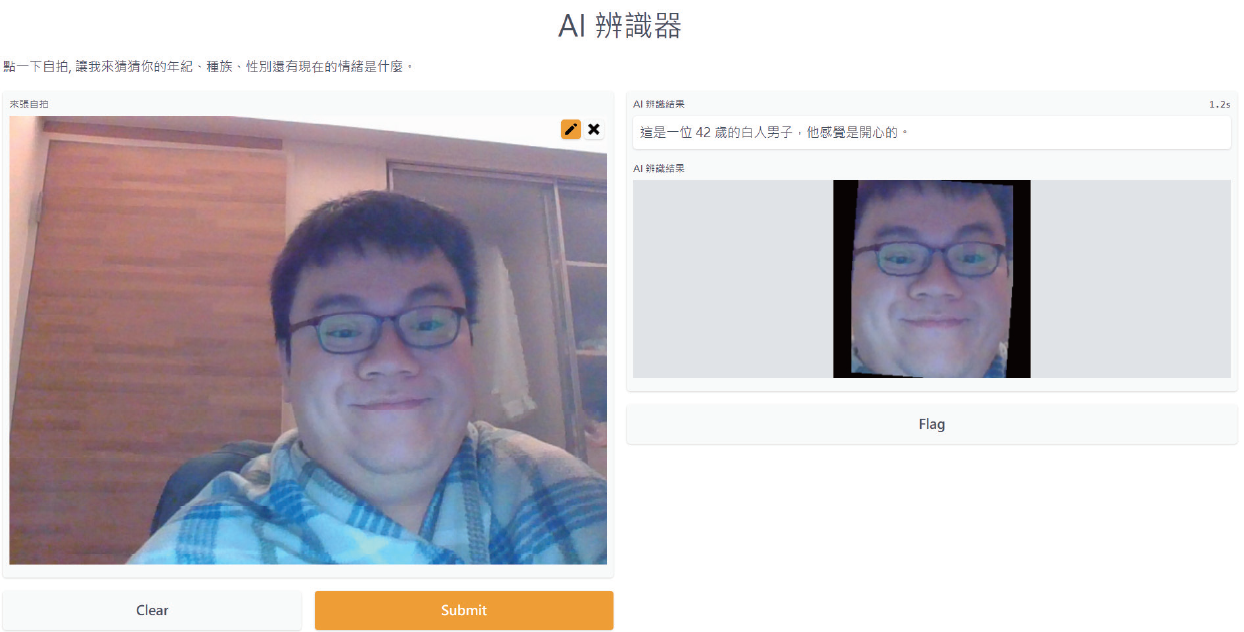 AI 辨識器
點一下自拍, 讓我來猜猜你的年紀、種族、性別還有現在的情緒是什麼。
來張自拍
AI 辨識結果
1.2s
這是一位 42 歲的白人男子，他感覺是開心的。
AI 辨識結果
Flag
Clear
Submit